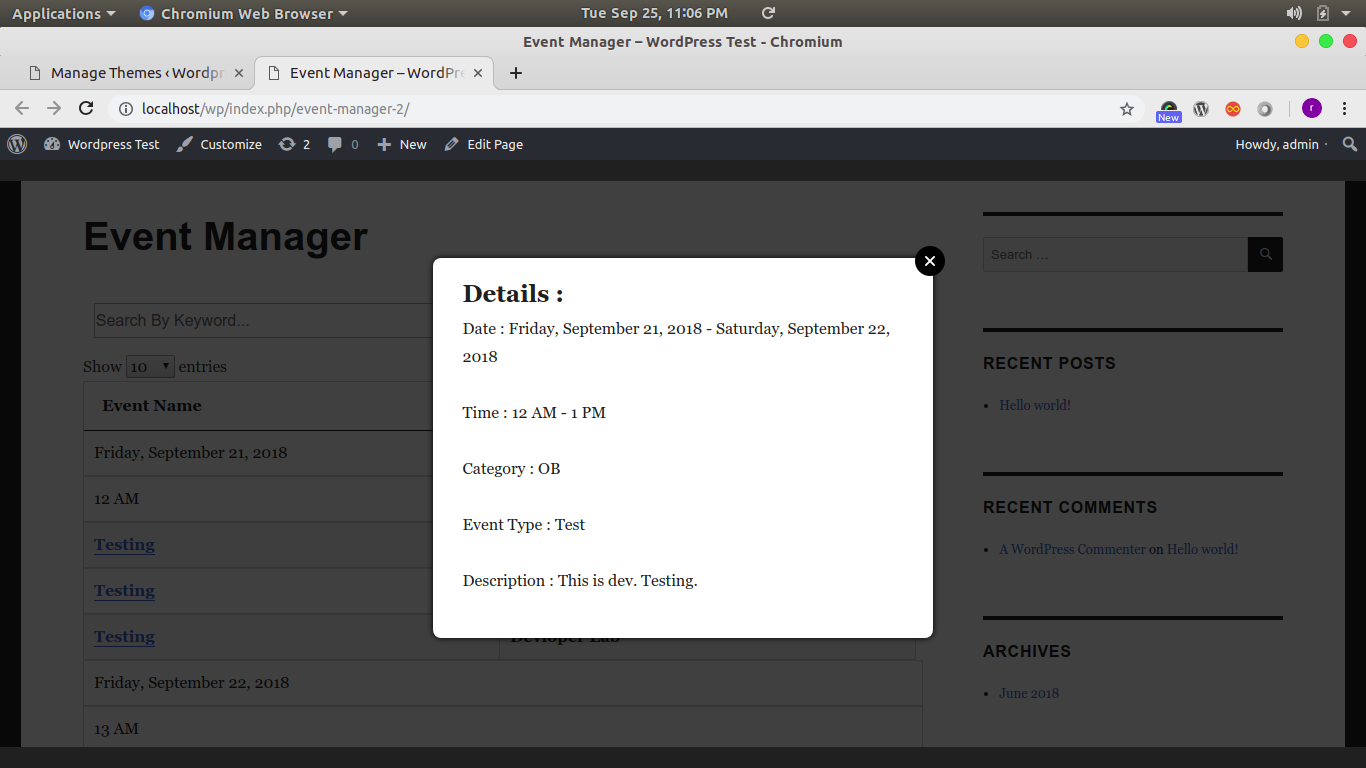 Applications
Chromium Web Browser
Tue Sep 25, 11:06 PM
Event Manager – WordPress Test - Chromium
Manage Themes ‹ Wordpr
Event Manager – WordPre
localhost/wp/index.php/event-manager-2/
New
r
Wordpress Test
Customize
2
0
New
Edit Page
Howdy, admin
Event Manager
Search By Keyword...
Show 10 entries
Event Name
Friday, September 21, 2018
12 AM
Testing
Testing
Testing
Devloper Lab
Friday, September 22, 2018
13 AM
Details :
Date : Friday, September 21, 2018 - Saturday, September 22,
2018
Time : 12 AM - 1 PM
Category : OB
Event Type : Test
Description : This is dev. Testing.
Search …
RECENT POSTS
Hello world!
RECENT COMMENTS
A WordPress Commenter on Hello world!
ARCHIVES
June 2018